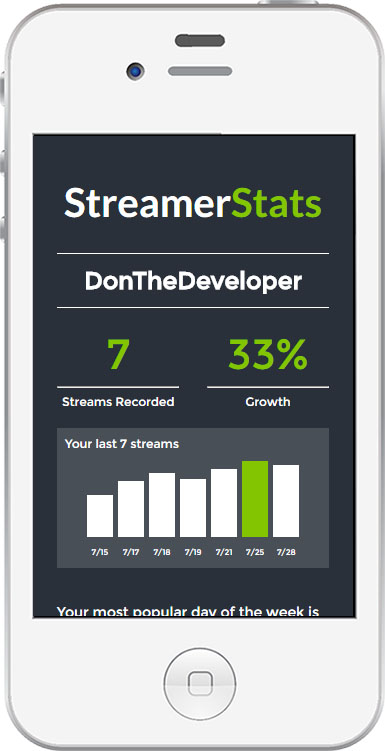 StreamerStats
DonTheDeveloper
7 33%
Streams Recorded Growth
Your last 7 streams
7/15 7/17 7/18 7/19 7/21 7/25 7/28
Your most popular day of the week is